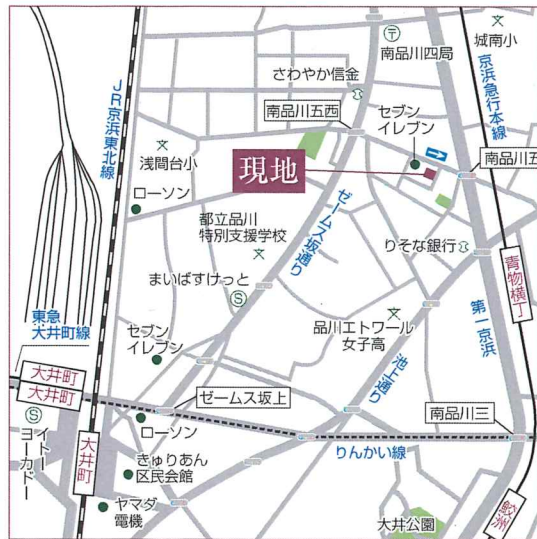 城南小
南品川四局
さわやか信金
京浜急行本線
JR京浜東北線
南品川五西
セブン
イレブン
浅間台小
現地
南品川五
ローソン
ゼームス坂通り
都立品川
特別支援学校
りそな銀行
まいばすけっと
青物横丁
東急
大井町線
品川エトワール
女子高
第一京浜
セブン
イレブン
池上通り
大井町
大井町
ゼームス坂上
南品川三
イトー
ヨーカドー
大井町
ローソン
りんかい線
きゅりあん
区民会館
ヤマダ
電機
大井公園
鮫洲